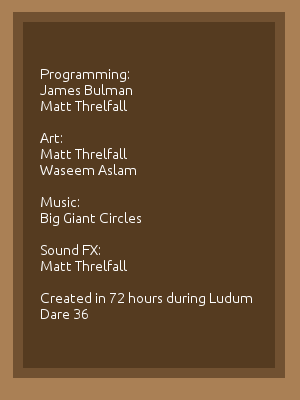 Programming:
James Bulman
Matt Threlfall
Art:
Matt Threlfall
Waseem Aslam
Music:
Big Giant Circles
Sound FX:
Matt Threlfall
Created in 72 hours during Ludum
Dare 36